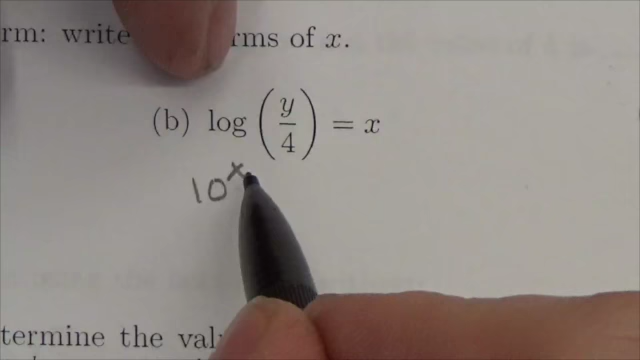 rm: write rms of x.
(b) log (y/4) = x
10^x
termine the val